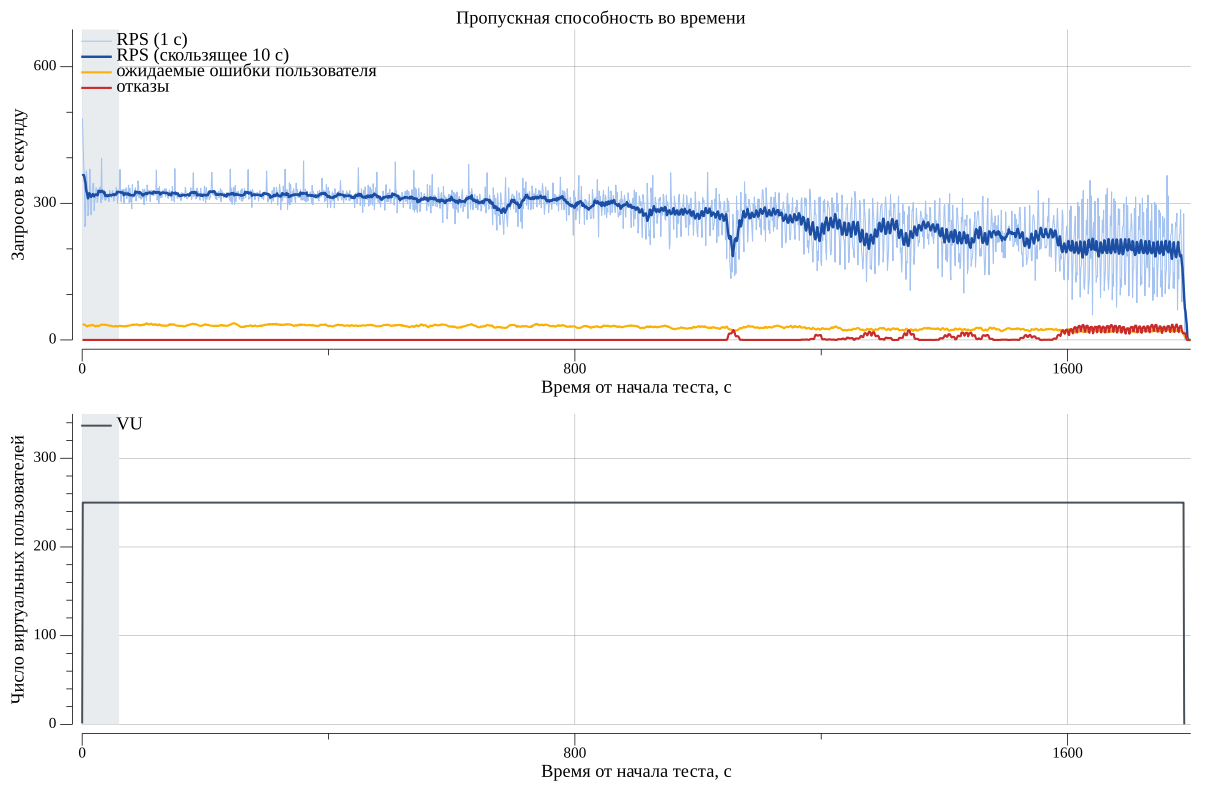 Пропускная способность во времени
RPS (1 с)
RPS (скользящее 10 с)
ожидаемые ошибки пользователя
отказы
600
300
0
Запросов в секунду
0
800
1600
Время от начала теста, с
VU
300
200
100
0
Число виртуальных пользователей
0
800
1600
Время от начала теста, с